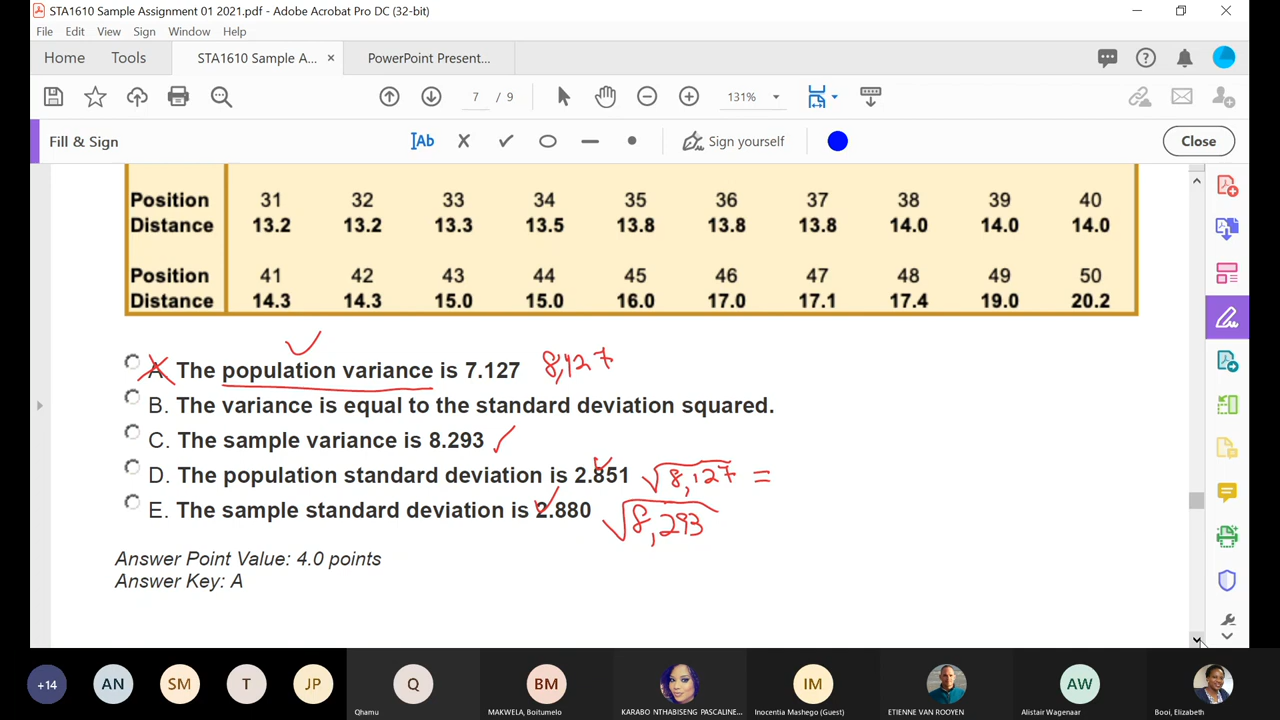 STA1610 Sample Assignment 01 2021.pdf - Adobe Acrobat Pro DC (32-bit)
File Edit View Sign Window Help
Home Tools STA1610 Sample A... × PowerPoint Present...
7 / 9 131%
Fill & Sign Ab Sign yourself Close
Position 31 32 33 34 35 36 37 38 39 40
Distance 13.2 13.2 13.3 13.5 13.8 13.8 13.8 14.0 14.0 14.0
Position 41 42 43 44 45 46 47 48 49 50
Distance 14.3 14.3 15.0 15.0 16.0 17.0 17.1 17.4 19.0 20.2
A. The population variance is 7.127 8,127
B. The variance is equal to the standard deviation squared.
C. The sample variance is 8.293
D. The population standard deviation is 2.851 √8,127 =
E. The sample standard deviation is 2.880 √8,293
Answer Point Value: 4.0 points
Answer Key: A
+14 AN SM T JP Q BM IM AW
Qhamu MAKWELA, Boitumelo KARABO NTHABISENG PASCALINE... Inocentia Mashego (Guest) ETIENNE VAN ROOYEN Alistair Wagenaar Booi, Elizabeth